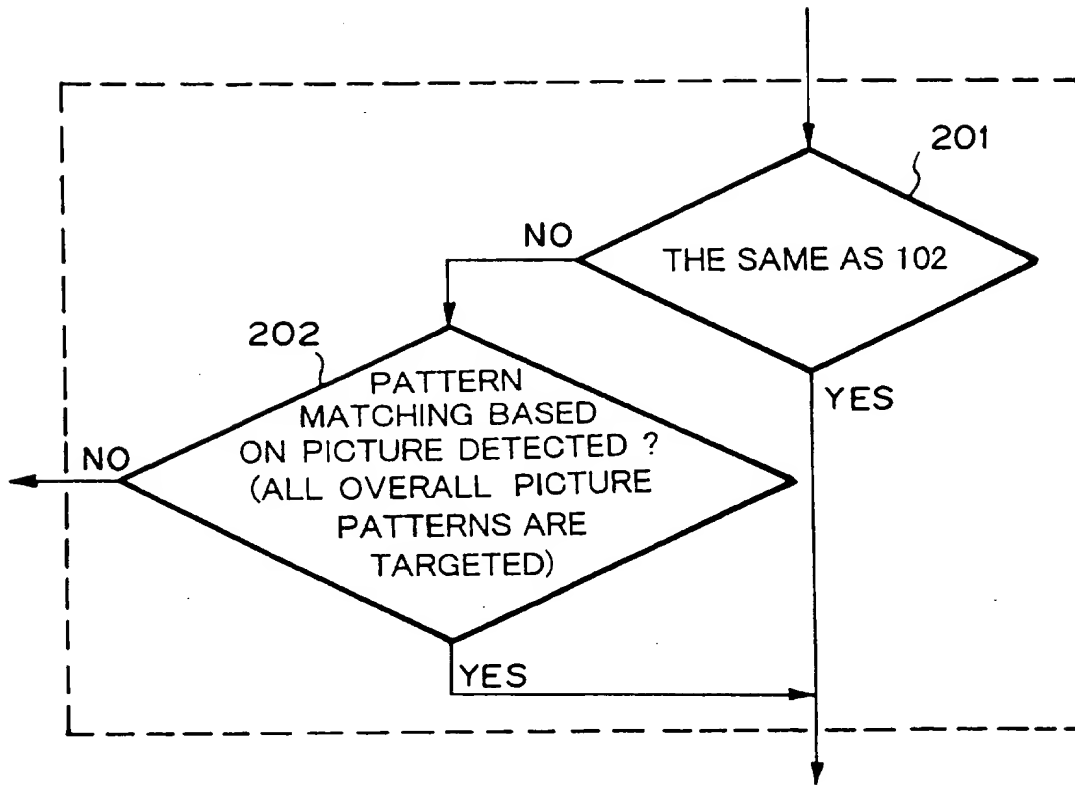 201
NO
THE SAME AS 102
202
YES
PATTERN
MATCHING BASED
ON PICTURE DETECTED ?
(ALL OVERALL PICTURE
PATTERNS ARE
TARGETED)
NO
YES